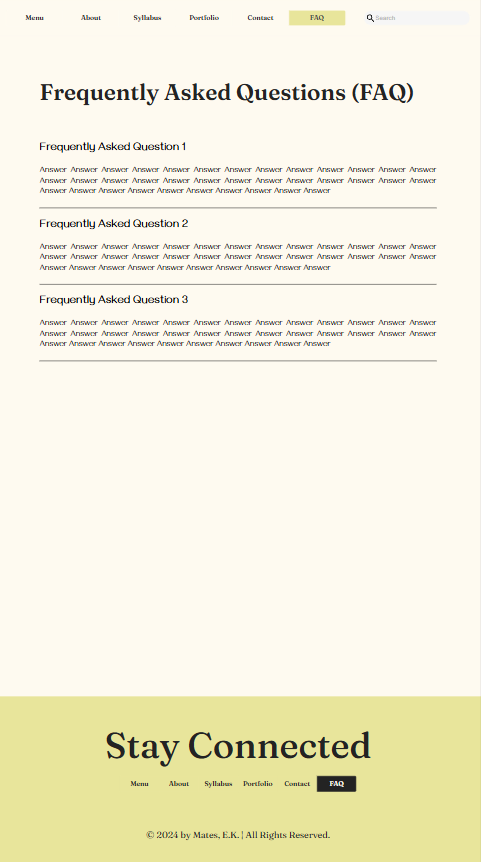 Menu About Syllabus Portfolio Contact FAQ Search
Frequently Asked Questions (FAQ)
Frequently Asked Question 1
Answer Answer Answer Answer Answer Answer Answer Answer Answer Answer Answer Answer Answer
Answer Answer Answer Answer Answer Answer Answer Answer Answer Answer Answer Answer Answer
Answer Answer Answer Answer Answer Answer Answer Answer Answer Answer
Frequently Asked Question 2
Answer Answer Answer Answer Answer Answer Answer Answer Answer Answer Answer Answer Answer
Answer Answer Answer Answer Answer Answer Answer Answer Answer Answer Answer Answer Answer
Answer Answer Answer Answer Answer Answer Answer Answer Answer Answer
Frequently Asked Question 3
Answer Answer Answer Answer Answer Answer Answer Answer Answer Answer Answer Answer Answer
Answer Answer Answer Answer Answer Answer Answer Answer Answer Answer Answer Answer Answer
Answer Answer Answer Answer Answer Answer Answer Answer Answer Answer
Stay Connected
Menu About Syllabus Portfolio Contact FAQ
© 2024 by Mates, E.K. | All Rights Reserved.